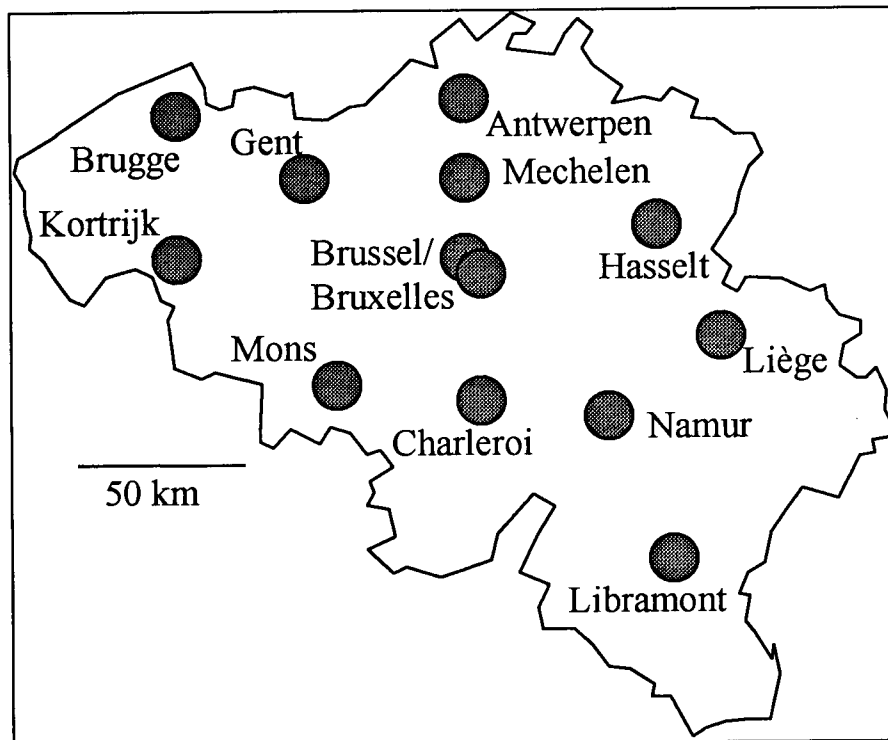 Antwerpen
Brugge
Gent
Mechelen
Kortrijk
Brussel/
Bruxelles
Hasselt
Mons
Liège
Charleroi
Namur
50 km
Libramont